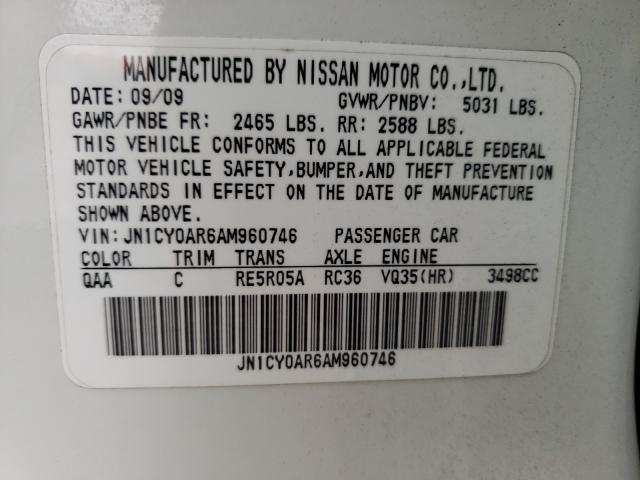 MANUFACTURED BY NISSAN MOTOR CO.,LTD.
DATE: 09/09 GVWR/PNBV: 5031 LBS.
GAWR/PNBE FR: 2465 LBS. RR: 2588 LBS.
THIS VEHICLE CONFORMS TO ALL APPLICABLE FEDERAL
MOTOR VEHICLE SAFETY,BUMPER,AND THEFT PREVENTION
STANDARDS IN EFFECT ON THE DATE OF MANUFACTURE
SHOWN ABOVE.
VIN:JN1CY0AR6AM960746 PASSENGER CAR
COLOR TRIM TRANS AXLE ENGINE
QAA C RE5R05A RC36 VQ35(HR) 3498CC
JN1CY0AR6AM960746